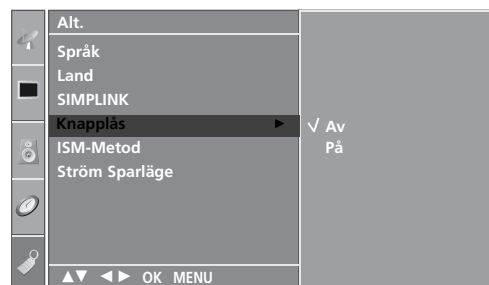 Alt.
Språk
Land
SIMPLINK
Knapplås ►
√ Av
ISM-Metod
På
Ström Sparläge
▲▼ ◄► OK MENU